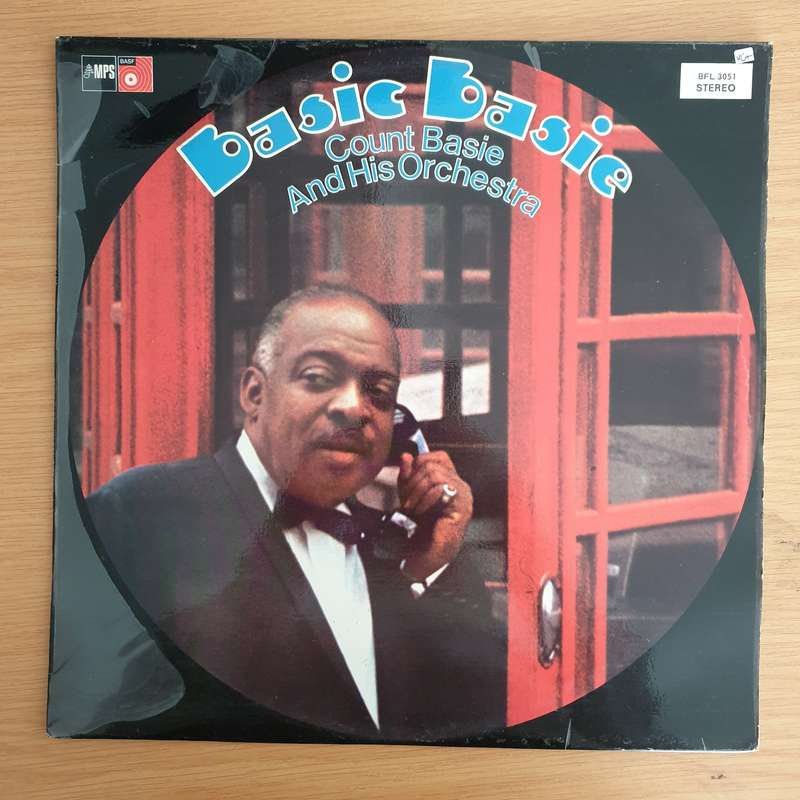 MPS
BASF
BFL 3051
STEREO
Basic Basie
Count Basie
And His Orchestra